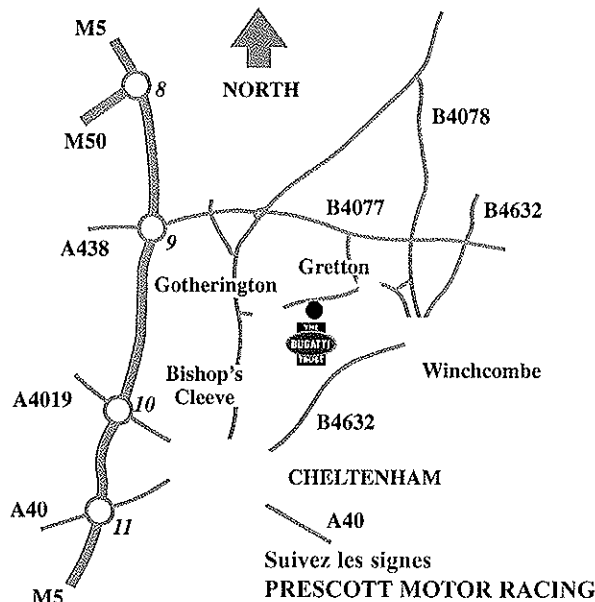 M5
8
NORTH
M50
B4078
B4077
B4632
A438
9
Gotherington
Gretton
THE
BUGATTI
TRUST
Bishop's
Cleeve
Winchcombe
A4019
10
B4632
CHELTENHAM
A40
11
A40
Suivez les signes
PRESCOTT MOTOR RACING
M5